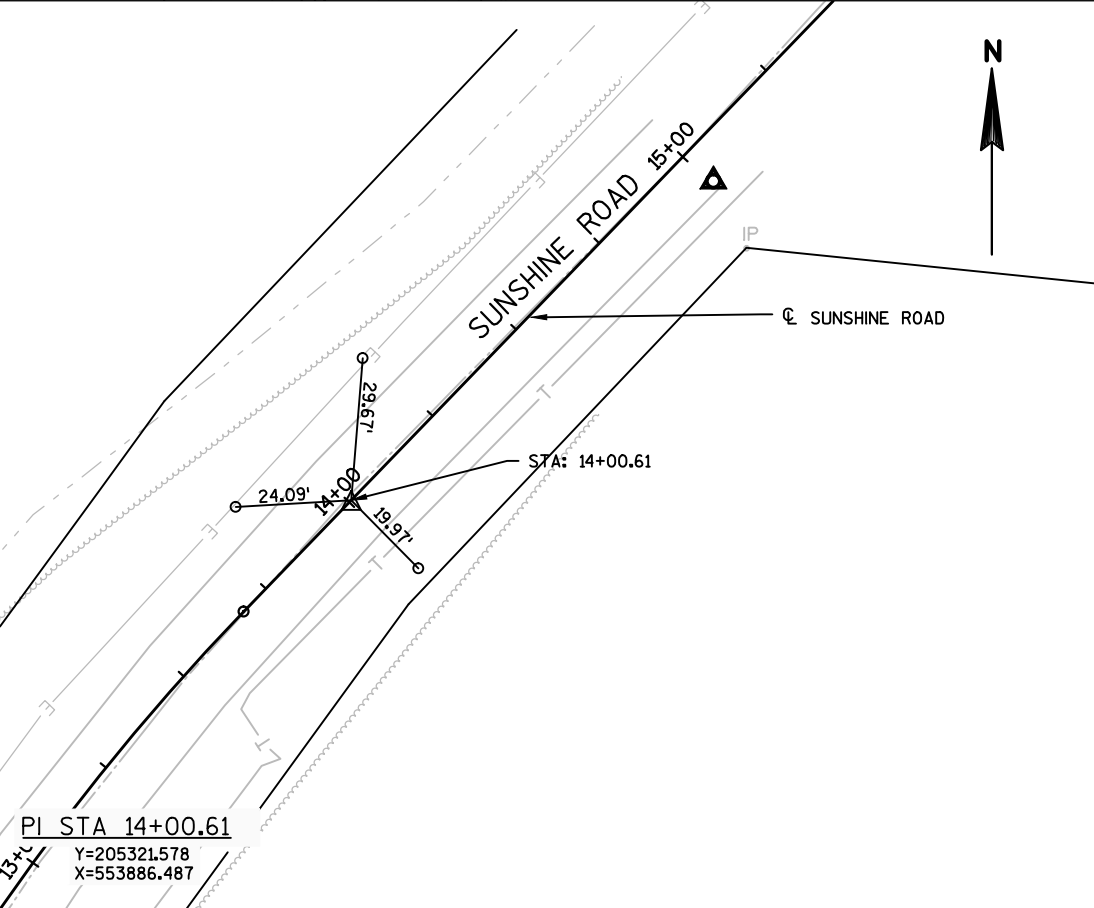 N
15+00
SUNSHINE ROAD
IP
℄ SUNSHINE ROAD
E
E
E
29.67'
T
STA: 14+00.61
14+00
24.09'
19.97'
E
T
E
T
PI STA 14+00.61
Y=205321.578
X=553886.487